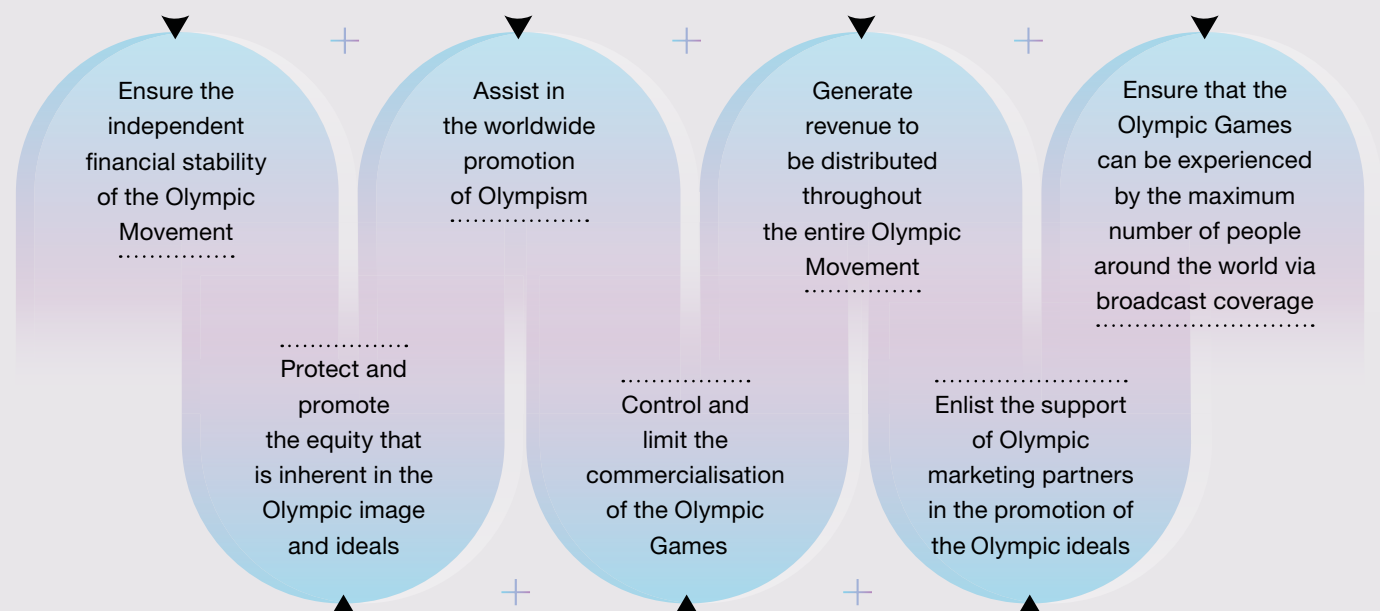 Ensure the
independent
financial stability
of the Olympic
Movement
Assist in
the worldwide
promotion
of Olympism
Generate
revenue to
be distributed
throughout
the entire Olympic
Movement
Ensure that the
Olympic Games
can be experienced
by the maximum
number of people
around the world via
broadcast coverage
Protect and
promote
the equity that
is inherent in the
Olympic image
and ideals
Control and
limit the
commercialisation
of the Olympic
Games
Enlist the support
of Olympic
marketing partners
in the promotion of
the Olympic ideals